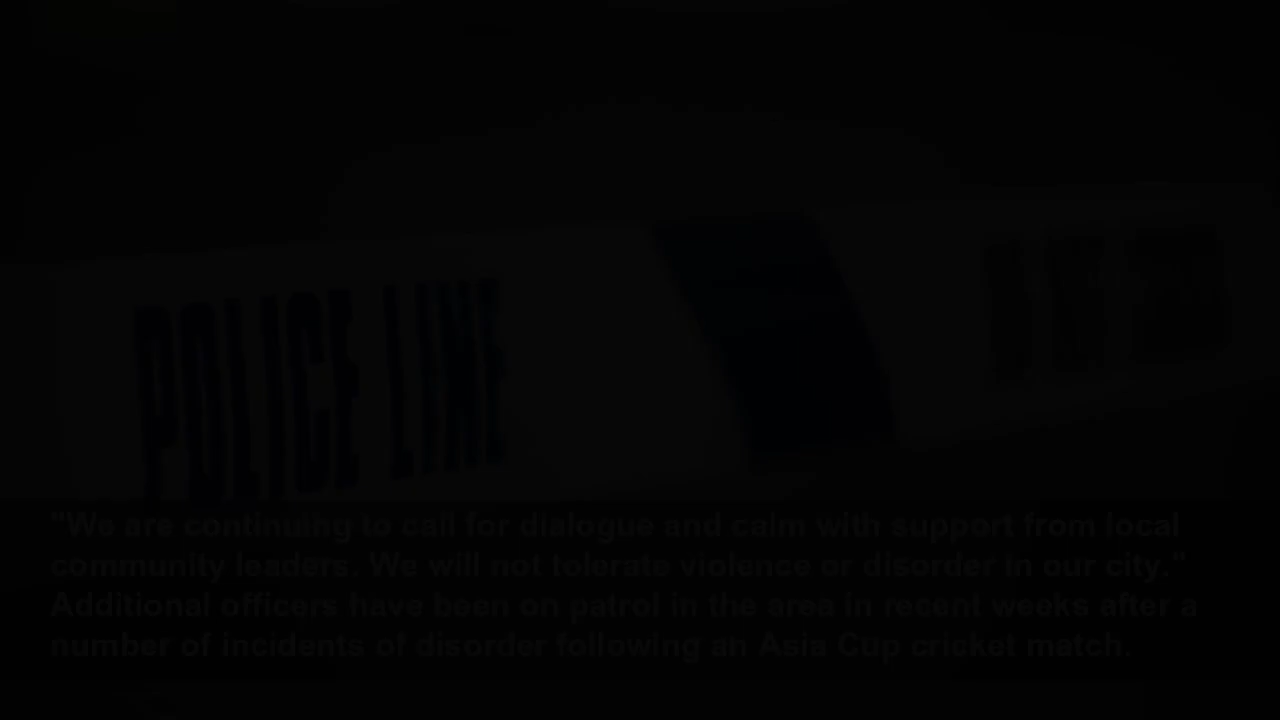 POLICE LINE
"We are continuing to call for dialogue and calm with support from local
community leaders. We will not tolerate violence or disorder in our city."
Additional officers have been on patrol in the area in recent weeks after a
number of incidents of disorder following an Asia Cup cricket match.